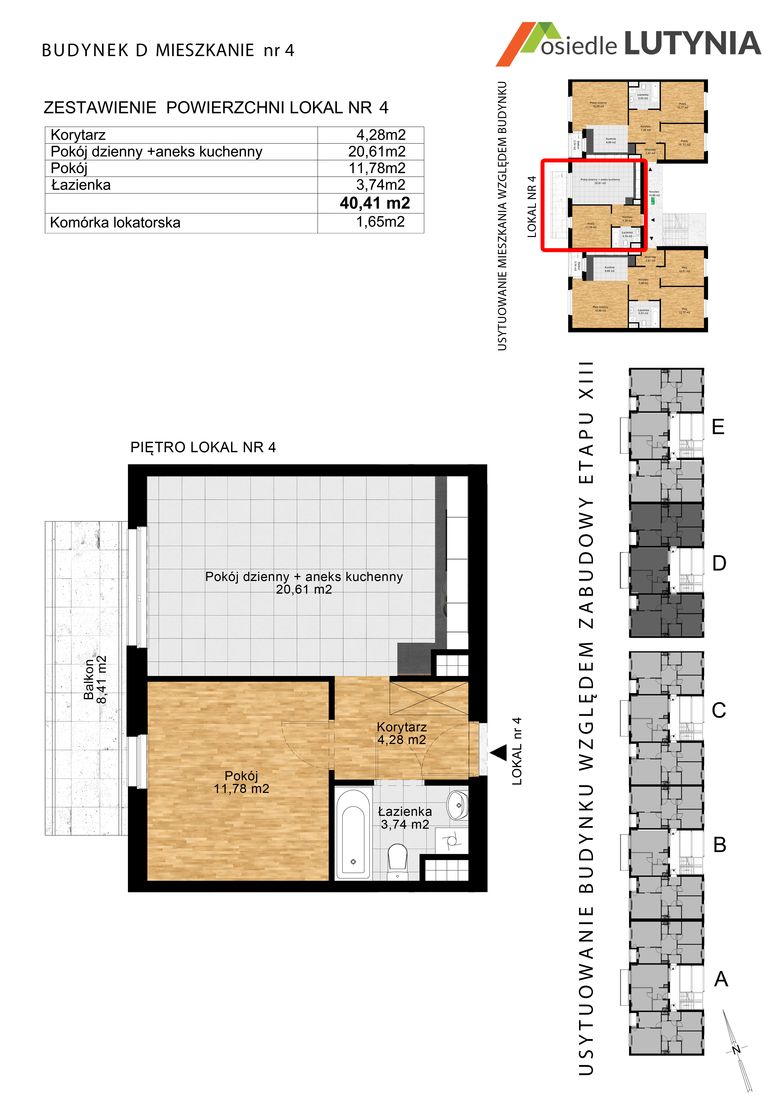 BUDYNEK D MIESZKANIE nr 4
osiedle LUTYNIA
ZESTAWIENIE POWIERZCHNI LOKAL NR 4
Korytarz 4,28m2
Pokój dzienny +aneks kuchenny 20,61m2
Pokój 11,78m2
Łazienka 3,74m2
40,41 m2
Komórka lokatorska 1,65m2
USYTUOWANIE MIESZKANIA WZGLĘDEM BUDYNKU
LOKAL NR 4
PIĘTRO LOKAL NR 4
Pokój dzienny + aneks kuchenny
20,61 m2
Balkon
8,41 m2
Korytarz
4,28 m2
Pokój
11,78 m2
Łazienka
3,74 m2
LOKAL nr 4
USYTUOWANIE BUDYNKU WZGLĘDEM ZABUDOWY ETAPU XIII
E
D
C
B
A
N